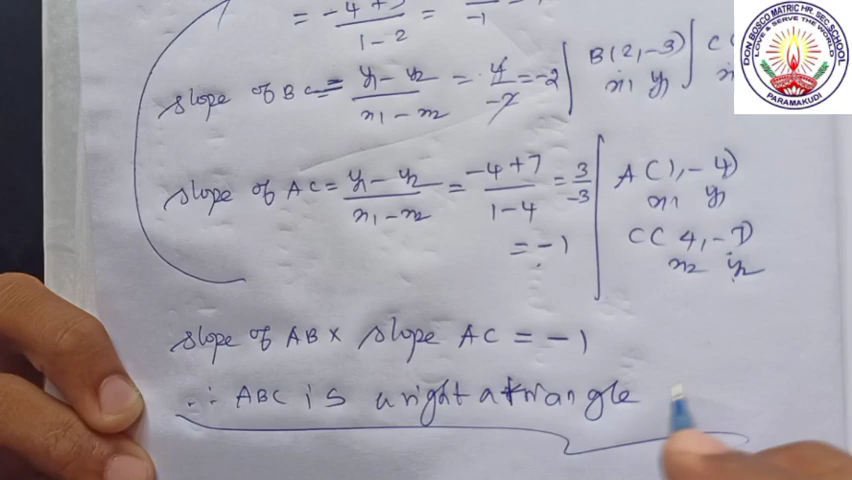 = -4+3 / 1-2 = / -1 =
slope of BC = y1 - y2 / x1 - x2 = 4 / -2 = -2 | B(2,-3) | C(
x1 y1
slope of AC = y1 - y2 / x1 - x2 = -4+7 / 1-4 = 3 / -3 | A(1,-4)
x1 y1
= -1
C(4,-7)
x2 y2
slope of AB x slope AC = -1
∴ ABC is a right a triangle
DON BOSCO MATRIC HR. SEC. SCHOOL
LOVE & SERVE THE WORLD
PARAMAKUDI